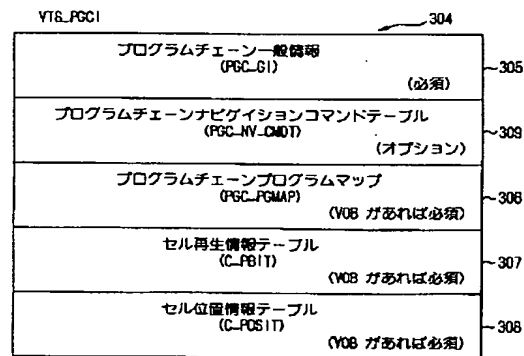 VTS_PGCI
304
プログラムチェーン一般情報
(PGC_GI)
(必須)
305
プログラムチェーンナビゲイションコマンドテーブル
(PGC_NV_CMDT)
(オプション)
309
プログラムチェーンプログラムマップ
(PGC_PGMAP)
(VOB があれば必須)
306
セル再生情報テーブル
(C_PBIT)
(VOB があれば必須)
307
セル位置情報テーブル
(C_POSIT)
(VOB があれば必須)
308